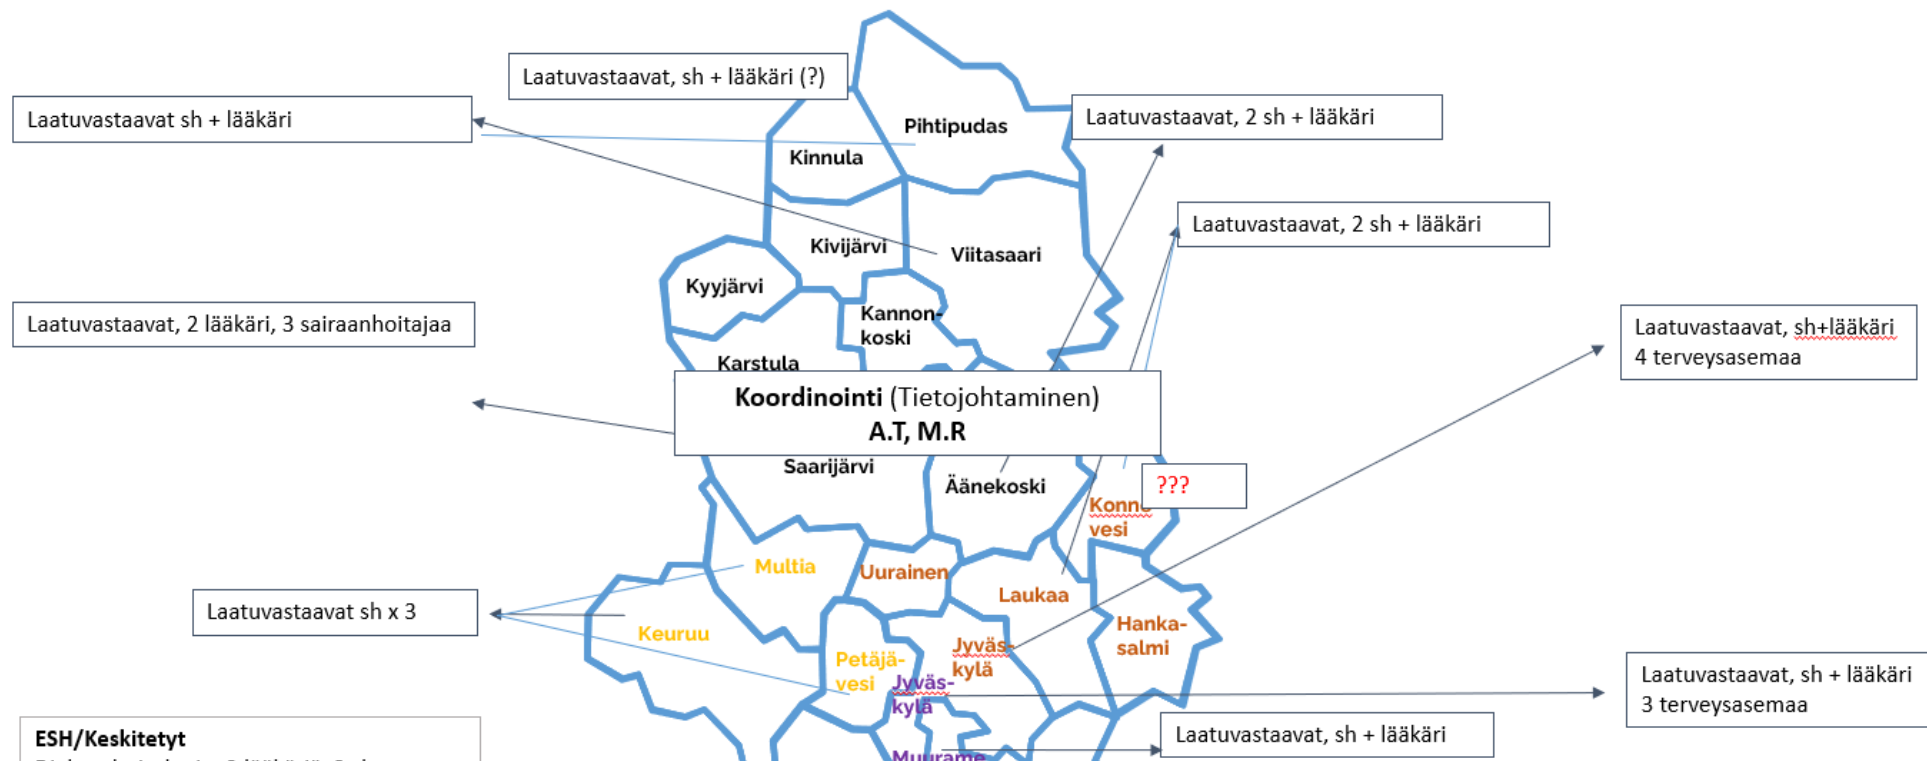 Laatuvastaavat, sh + lääkäri (?)
Laatuvastaavat sh + lääkäri
Laatuvastaavat, 2 sh + lääkäri
Pihtipudas
Kinnula
Laatuvastaavat, 2 sh + lääkäri
Kivijärvi
Viitasaari
Kyyjärvi
Kannon-
koski
Laatuvastaavat, 2 lääkäri, 3 sairaanhoitajaa
Laatuvastaavat, sh+lääkäri
4 terveysasemaa
Karstula
Koordinointi (Tietojohtaminen)
A.T, M.R
Saarijärvi
Äänekoski
???
vesi
Multia
Uurainen
Laukaa
Laatuvastaavat sh x 3
Keuruu
Hanka-
salmi
Jyväs-
kylä
Petäjä-
vesi
Jyväs-
kylä
Laatuvastaavat, sh + lääkäri
3 terveysasemaa
Laatuvastaavat, sh + lääkäri
ESH/Keskitetyt
Muurame